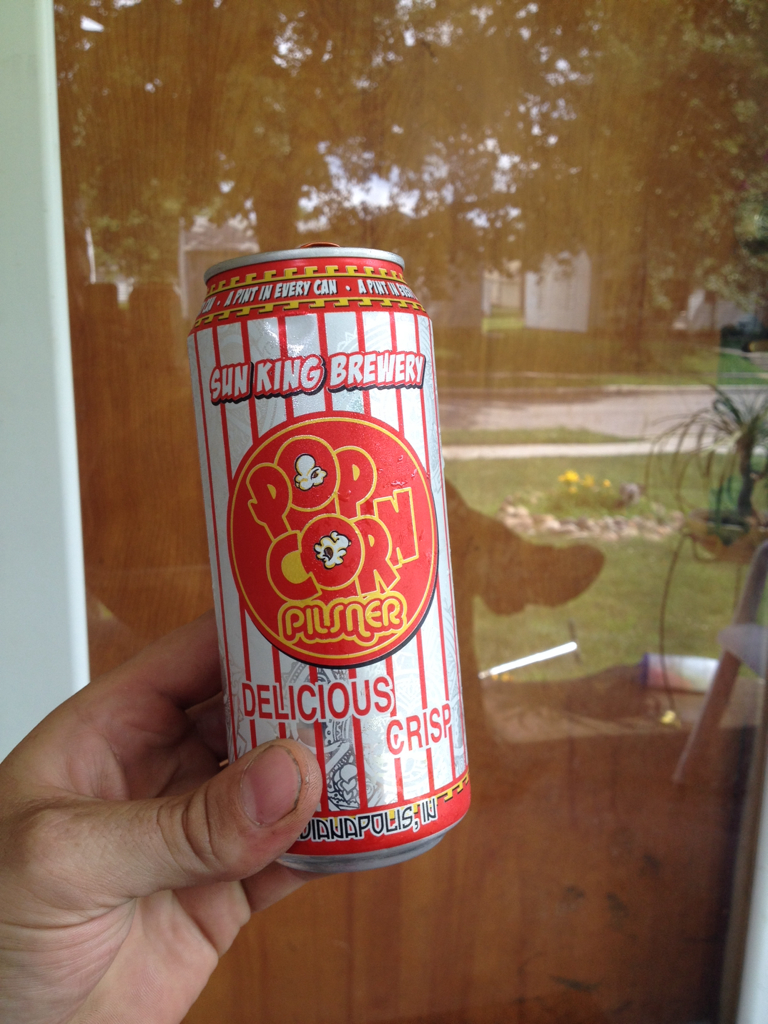 A PINT IN EVERY CAN • A PINT IN
SUN KING BREWERY
POP
CORN
PILSNER
DELICIOUS
CRISP
DIANAPOLIS, IN